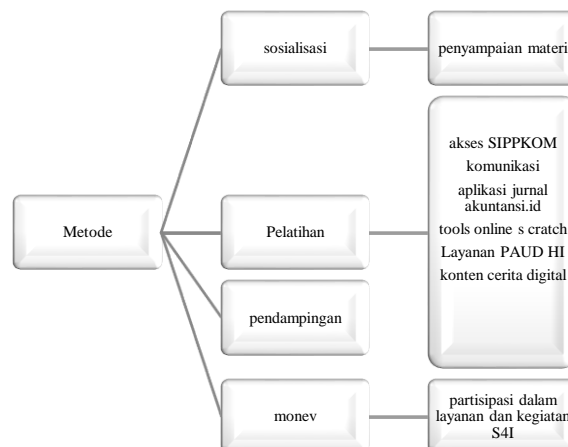 Metode
sosialisasi
penyampaian materi
Pelatihan
akses SIPPKOM
komunikasi
aplikasi jurnal
akuntansi.id
tools online s cratch
Layanan PAUD HI
konten cerita digital
pendampingan
monev
partisipasi dalam
layanan dan kegiatan
S4I